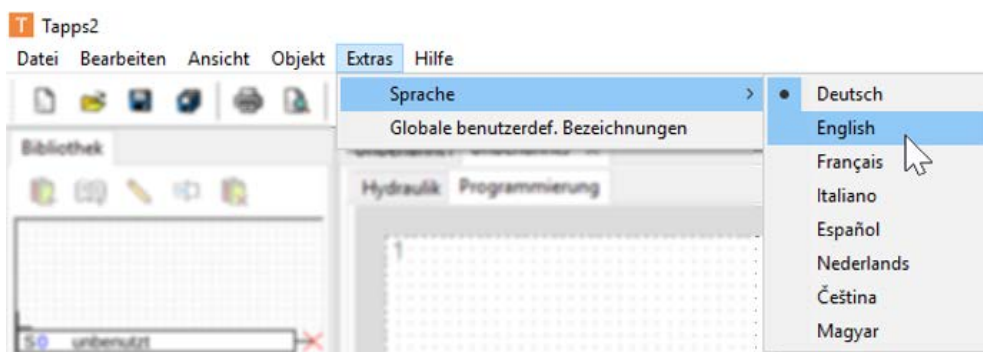 T Tapps2
Datei Bearbeiten Ansicht Objekt Extras Hilfe
Sprache
Deutsch
Globale benutzerdef. Bezeichnungen
English
Français
Italiano
Español
Nederlands
Čeština
Magyar
Bibliothek
Hydraulik Programmierung
1
S0 unbenutzt